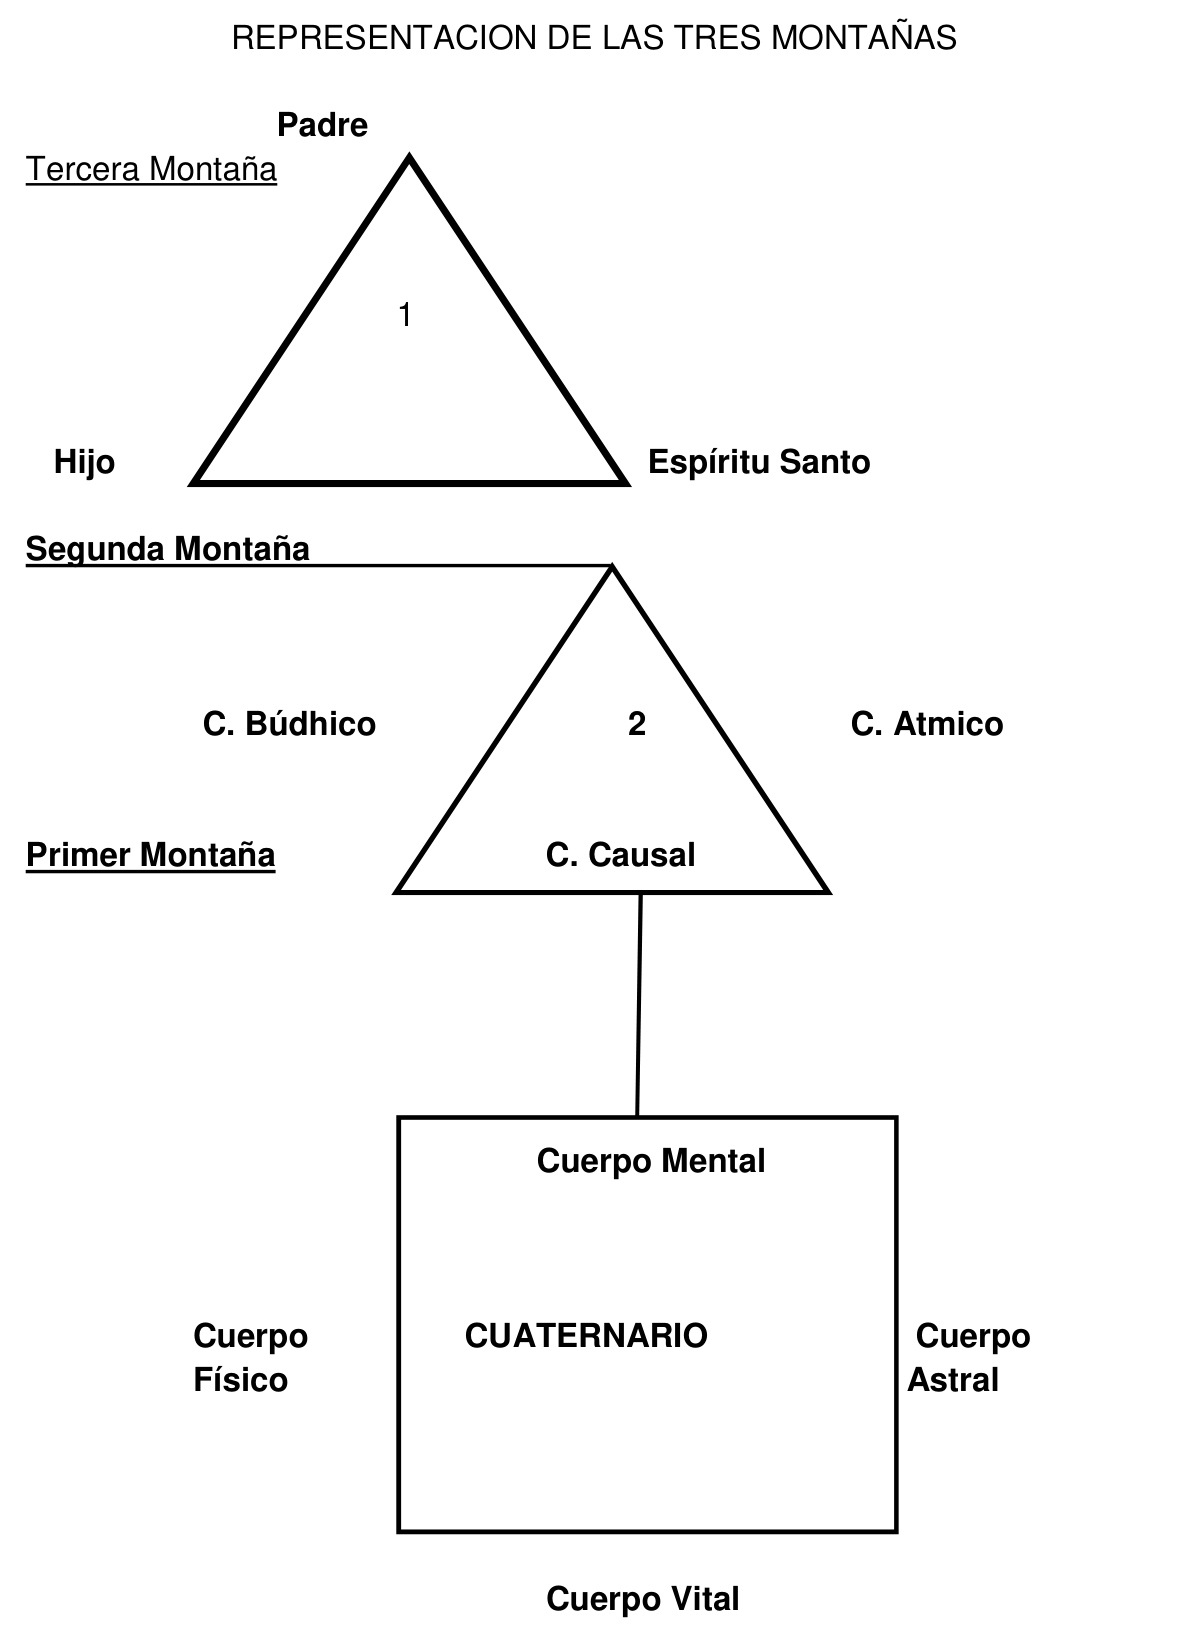 REPRESENTACION DE LAS TRES MONTAÑAS
Padre
Tercera Montaña
1
Hijo
Espíritu Santo
Segunda Montaña
C. Búdhico
2
C. Atmico
Primer Montaña
C. Causal
Cuerpo Mental
Cuerpo
Físico
CUATERNARIO
Cuerpo
Astral
Cuerpo Vital